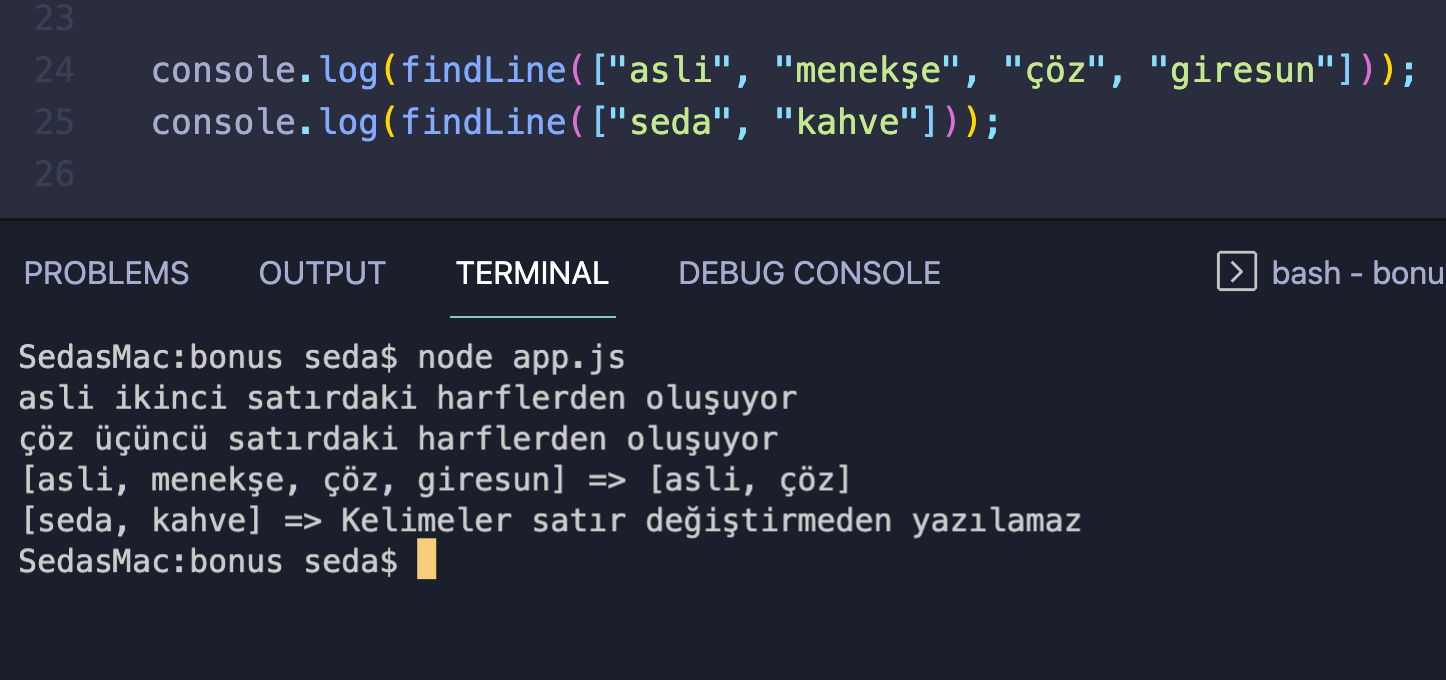 23
24 console.log(findLine(["asli", "menekşe", "çöz", "giresun"]));
25 console.log(findLine(["seda", "kahve"]));
26
PROBLEMS OUTPUT TERMINAL DEBUG CONSOLE bash - bonu
SedasMac:bonus seda$ node app.js
asli ikinci satırdaki harflerden oluşuyor
çöz üçüncü satırdaki harflerden oluşuyor
[asli, menekşe, çöz, giresun] => [asli, çöz]
[seda, kahve] => Kelimeler satır değiştirmeden yazılamaz
SedasMac:bonus seda$